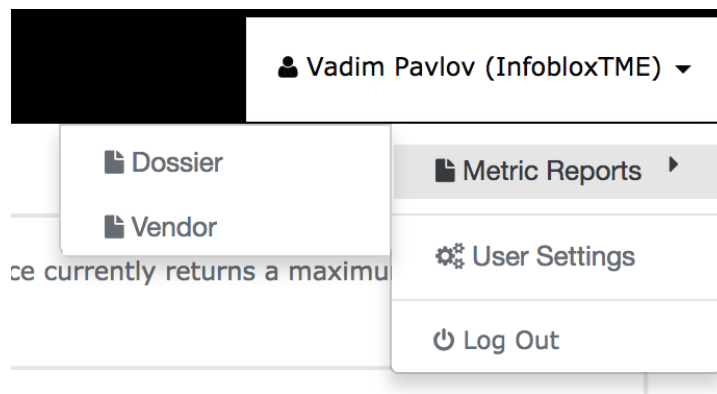 Vadim Pavlov (InfobloxTME)
Dossier
Metric Reports
Vendor
User Settings
ce currently returns a maximu
Log Out